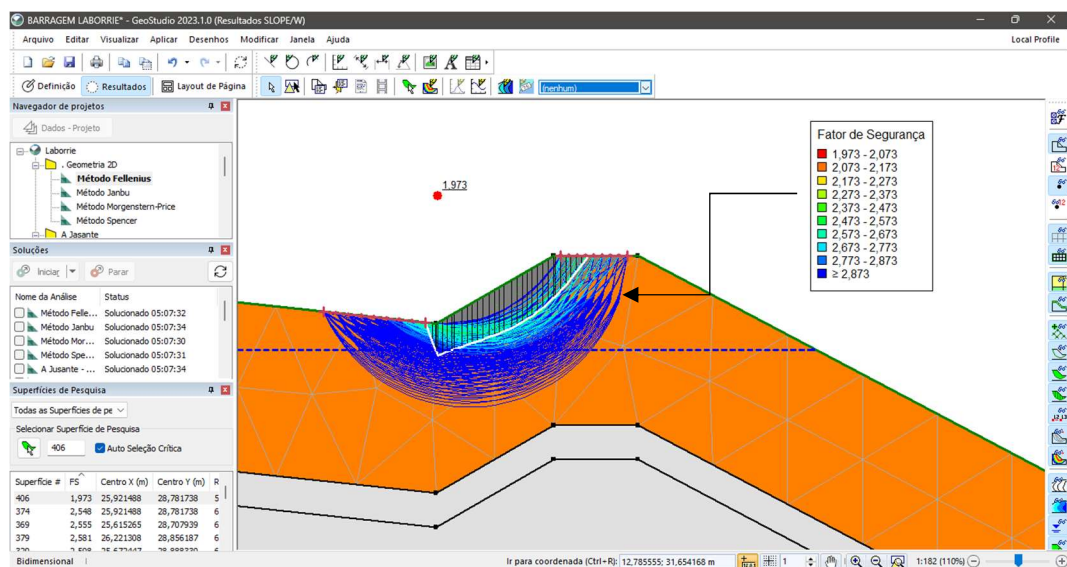 BARRAGEM LABORRIE* - GeoStudio 2023.1.0 (Resultados SLOPE/W)
Arquivo Editar Visualizar Aplicar Desenhos Modificar Janela Ajuda Local Profile
Definição Resultados Layout de Página (nenhum)
Navegador de projetos
Dados - Projeto
Laborrie
. Geometria 2D
Método Fellenius
Método Janbu
Método Morgenstern-Price
Método Spencer
A Jasante
Soluções
Iniciar Parar
Nome da Análise Status
Método Felle... Solucionado 05:07:32
Método Janbu Solucionado 05:07:34
Método Mor... Solucionado 05:07:30
Método Spe... Solucionado 05:07:31
A Jusante - ... Solucionado 05:07:34
Superfícies de Pesquisa
Todas as Superfícies de pe
Selecionar Superfície de Pesquisa
406 Auto Seleção Crítica
Superfície # FS Centro X (m) Centro Y (m) R
406 1,973 25,921488 28,781738 5
374 2,548 25,921488 28,781738 6
369 2,555 25,615265 28,707939 6
379 2,581 26,221308 28,856187 6
1.973
Fator de Segurança
1,973 - 2,073
2,073 - 2,173
2,173 - 2,273
2,273 - 2,373
2,373 - 2,473
2,473 - 2,573
2,573 - 2,673
2,673 - 2,773
2,773 - 2,873
≥ 2,873
Bidimensional Ir para coordenada (Ctrl+R): 12,785555; 31,654168 m 1 1:182 (110%)